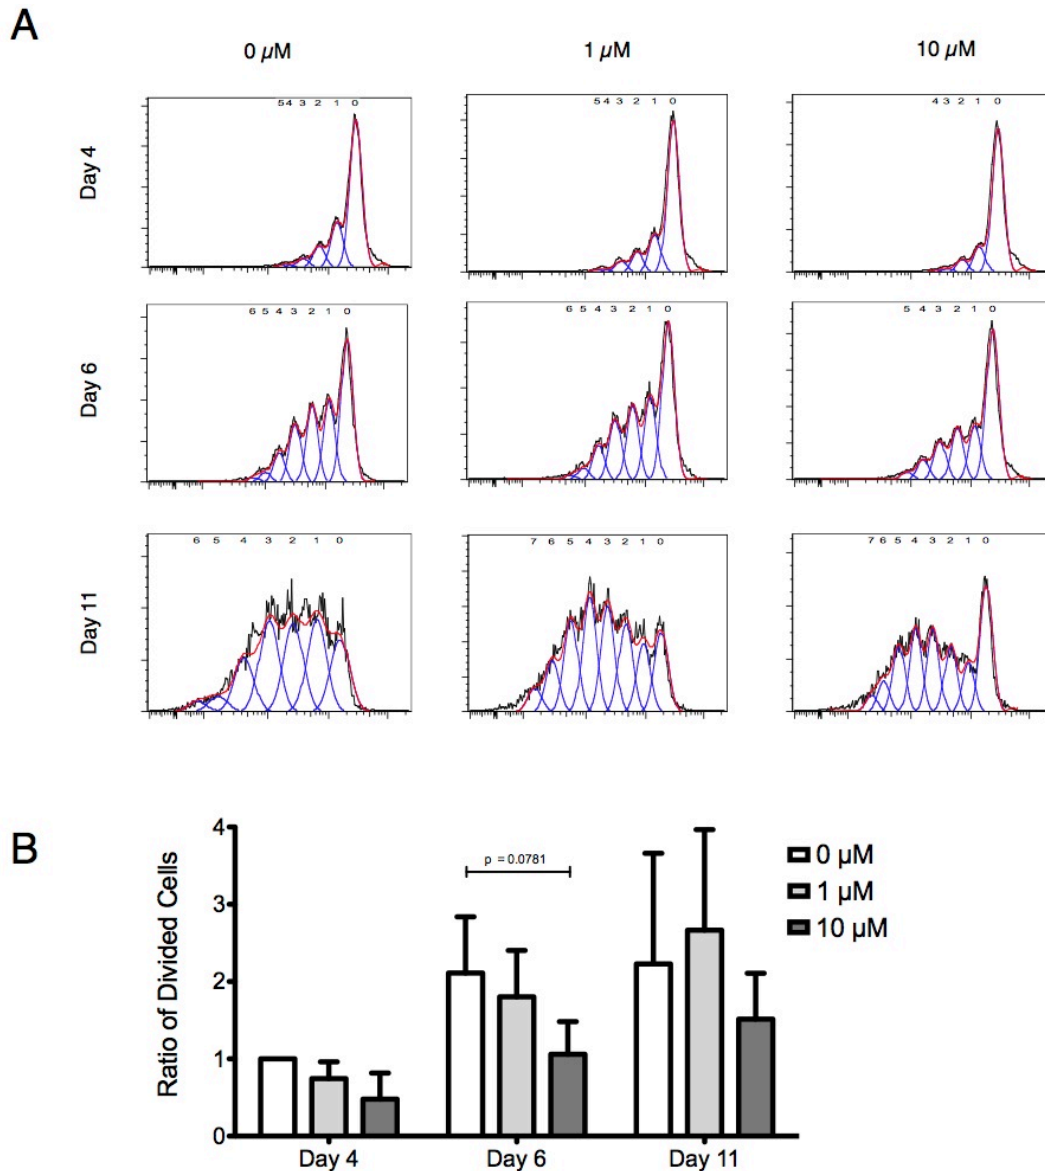 A
0 µM 1 µM 10 µM
Day 4
5 4 3 2 1 0
5 4 3 2 1 0
4 3 2 1 0
Day 6
6 5 4 3 2 1 0
6 5 4 3 2 1 0
5 4 3 2 1 0
Day 11
6 5 4 3 2 1 0
7 6 5 4 3 2 1 0
7 6 5 4 3 2 1 0
B
Ratio of Divided Cells
4
3
2
1
0
p = 0.0781
0 µM
1 µM
10 µM
Day 4 Day 6 Day 11